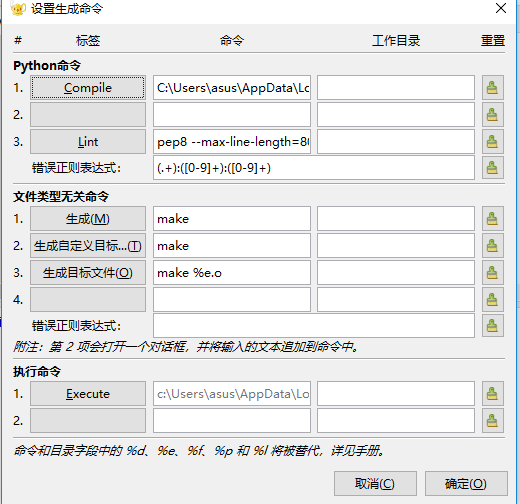 设置生成命令
# 标签 命令 工作目录 重置
Python命令
1. Compile C:\Users\asus\AppData\Lo
2.
3. Lint pep8 --max-line-length=80
错误正则表达式： (.+):([0-9]+):([0-9]+)
文件类型无关命令
1. 生成(M) make
2. 生成自定义目标...(T) make
3. 生成目标文件(O) make %e.o
4.
错误正则表达式：
附注：第 2 项会打开一个对话框，并将输入的文本追加到命令中。
执行命令
1. Execute c:\Users\asus\AppData\Lo
2.
命令和目录字段中的 %d、%e、%f、%p 和 %l 将被替代，详见手册。
取消(C) 确定(O)